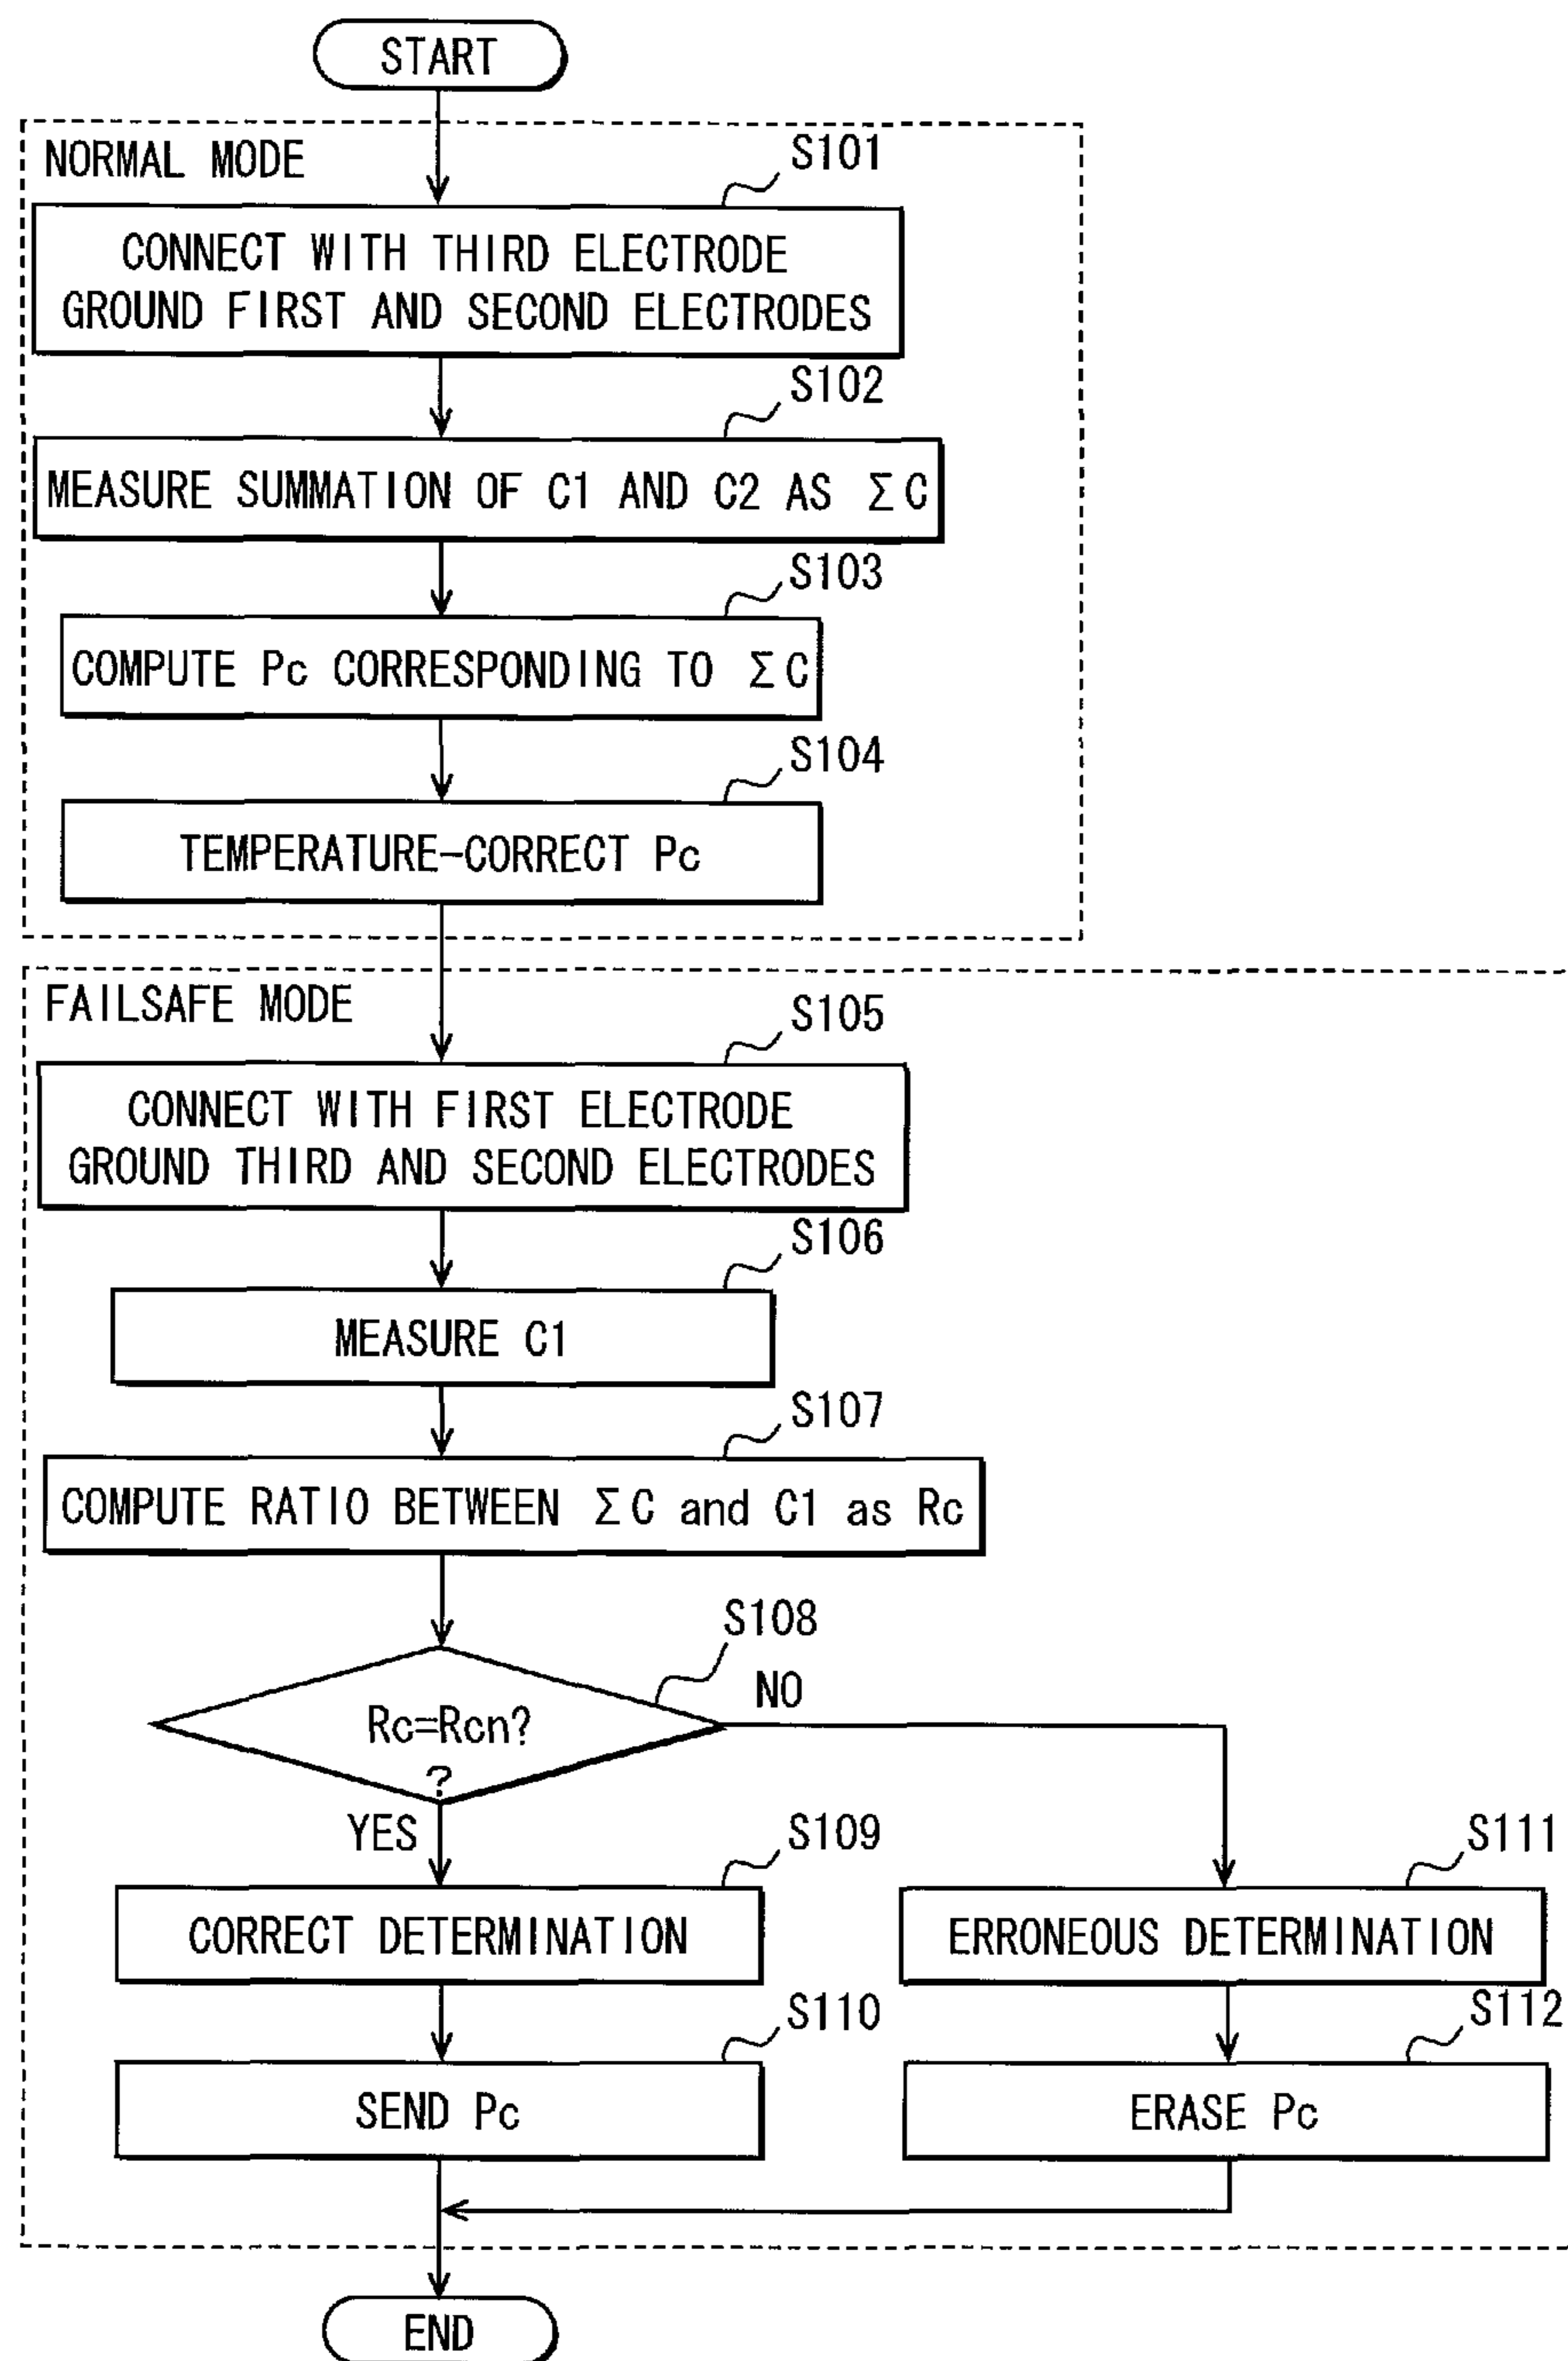 START
NORMAL MODE
S101
CONNECT WITH THIRD ELECTRODE
GROUND FIRST AND SECOND ELECTRODES
S102
MEASURE SUMMATION OF C1 AND C2 AS ΣC
S103
COMPUTE Pc CORRESPONDING TO ΣC
S104
TEMPERATURE-CORRECT Pc
FAILSAFE MODE
S105
CONNECT WITH FIRST ELECTRODE
GROUND THIRD AND SECOND ELECTRODES
S106
MEASURE C1
S107
COMPUTE RATIO BETWEEN ΣC and C1 as Rc
S108
Rc=Rcn?
?
NO
YES
S109
CORRECT DETERMINATION
S111
ERRONEOUS DETERMINATION
S110
SEND Pc
S112
ERASE Pc
END